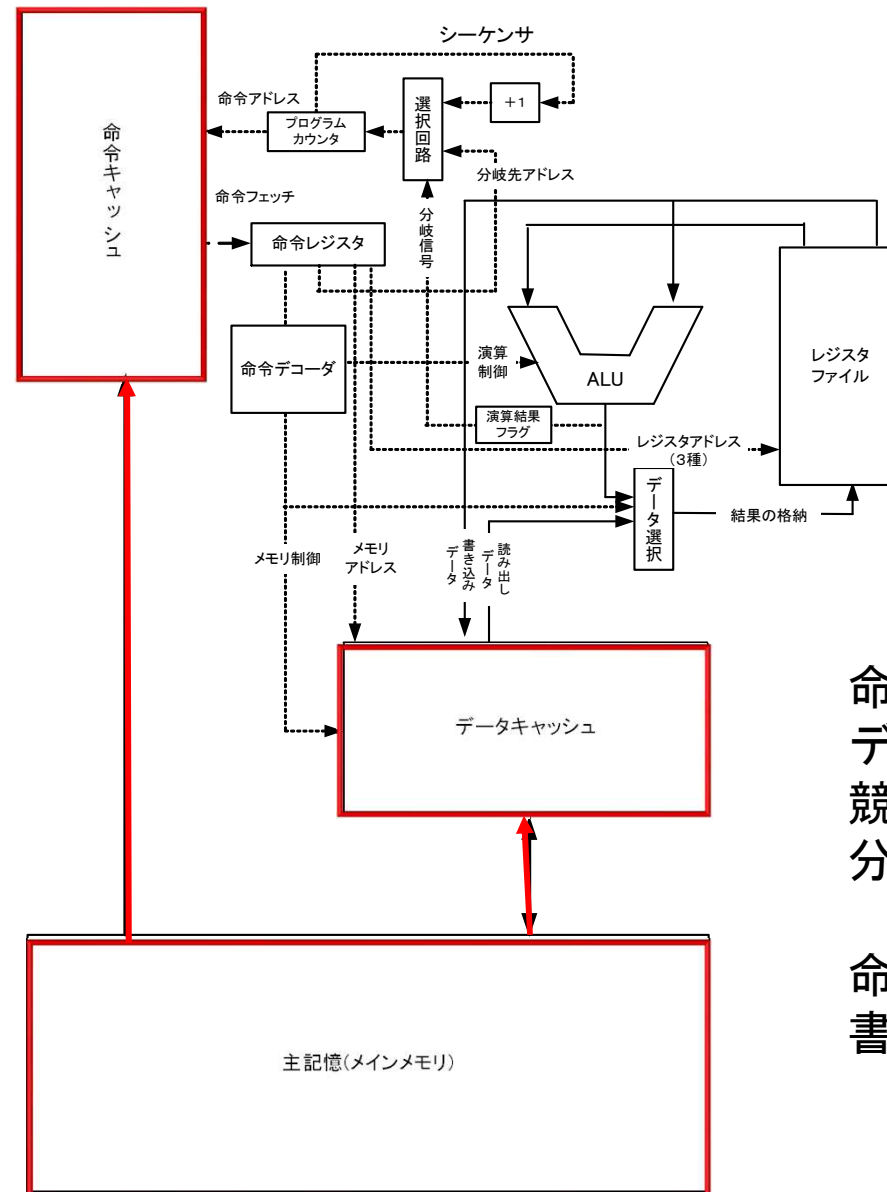 シーケンサ
命令アドレス
プログラム
カウンタ
選択回路
+1
命令キャッシュ
分岐先アドレス
命令フェッチ
命令レジスタ
分岐信号
命令デコーダ
演算
制御
ALU
レジスタ
ファイル
演算結果
フラグ
レジスタアドレス
(3種)
データ選択
結果の格納
メモリ制御
メモリ
アドレス
書き込み
データ
読み出し
データ
データキャッシュ
命
デ
競
分
命
書
主記憶(メインメモリ)